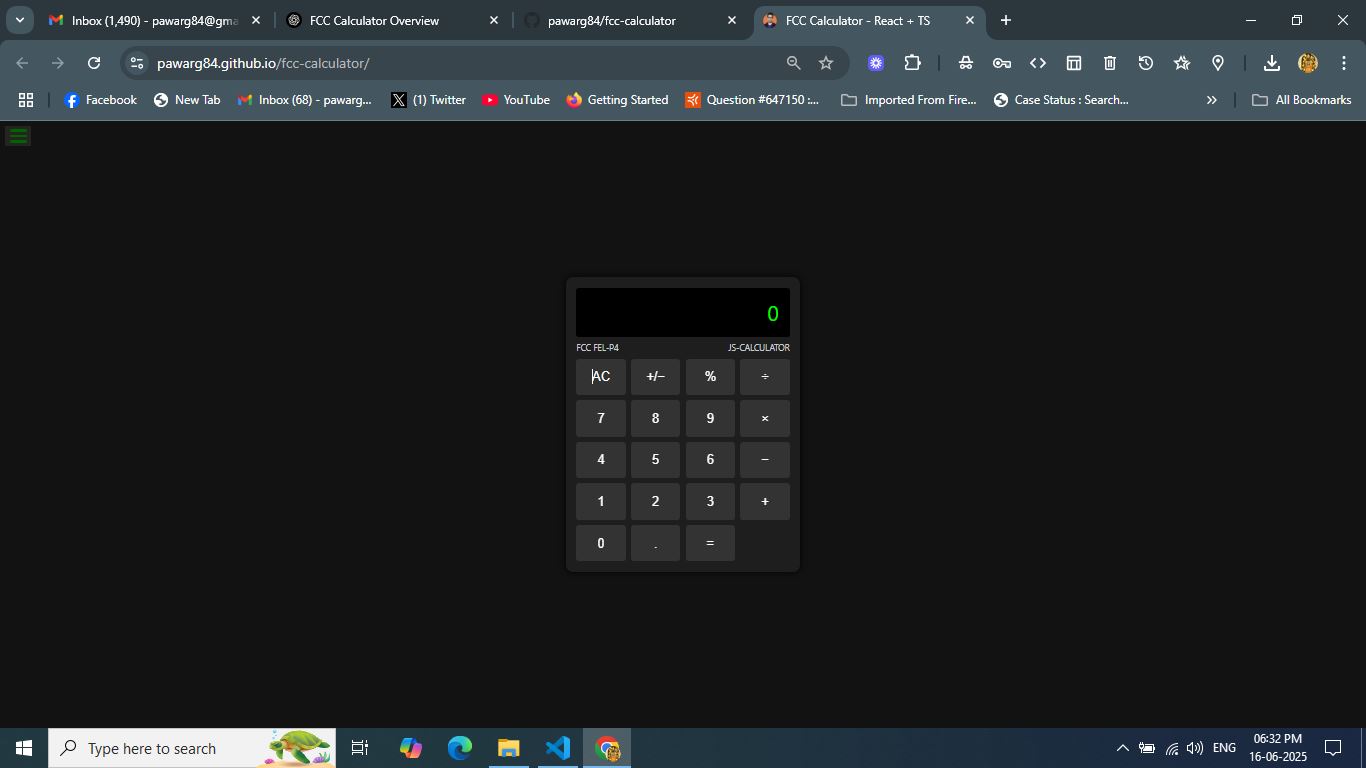 Inbox (1,490) - pawarg84@gma
FCC Calculator Overview
pawarg84/fcc-calculator
FCC Calculator - React + TS
pawarg84.github.io/fcc-calculator/
Facebook
New Tab
Inbox (68) - pawarg...
(1) Twitter
YouTube
Getting Started
Question #647150 :...
Imported From Fire...
Case Status : Search...
»
All Bookmarks
0
FCC FEL-P4
JS-CALCULATOR
AC +/− % ÷
7 8 9 ×
4 5 6 −
1 2 3 +
0 . =
Type here to search
ENG
06:32 PM
16-06-2025